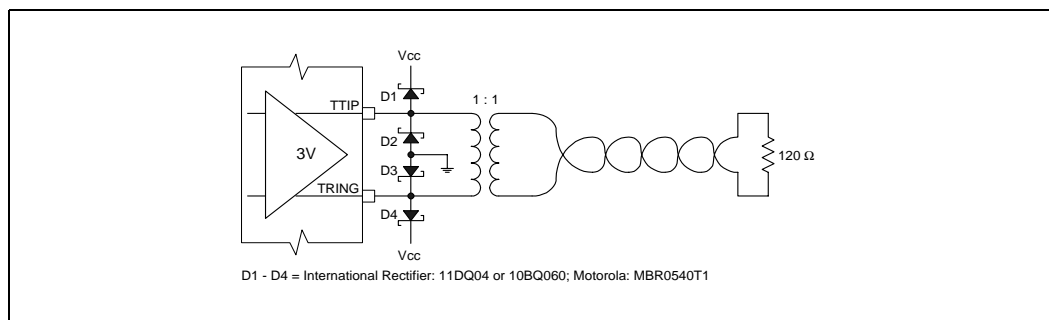 Vcc
D1
TTIP
1 : 1
D2
3V
120 Ω
D3
TRING
D4
Vcc
D1 - D4 = International Rectifier: 11DQ04 or 10BQ060; Motorola: MBR0540T1